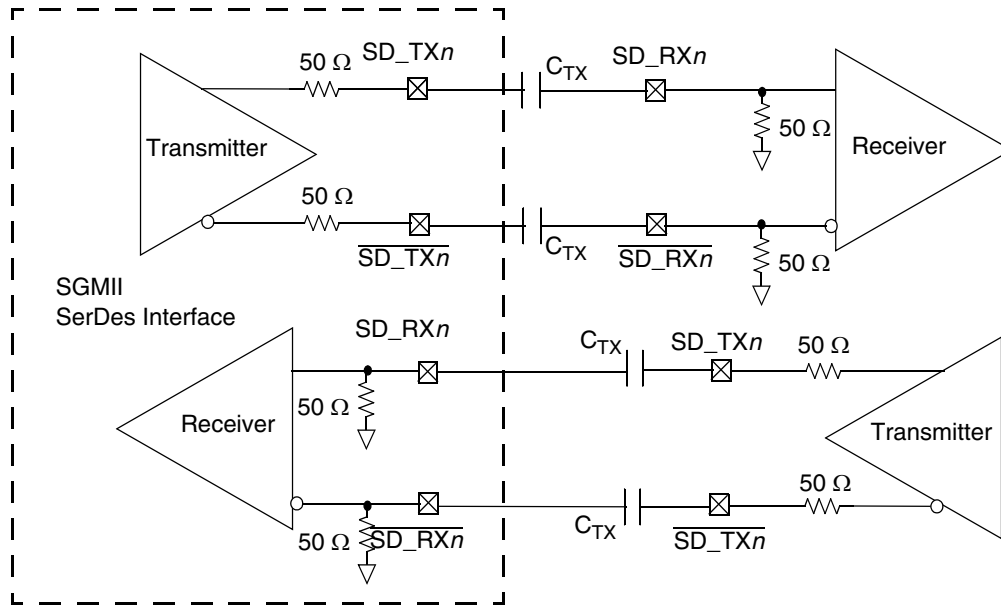 50 Ω
SD_TXn
C_TX
SD_RXn
50 Ω
Transmitter
Receiver
50 Ω
SD_TXn
C_TX
SD_RXn
50 Ω
SGMII
SerDes Interface
SD_RXn
C_TX
SD_TXn
50 Ω
50 Ω
Receiver
Transmitter
50 Ω
50 Ω
SD_RXn
C_TX
SD_TXn